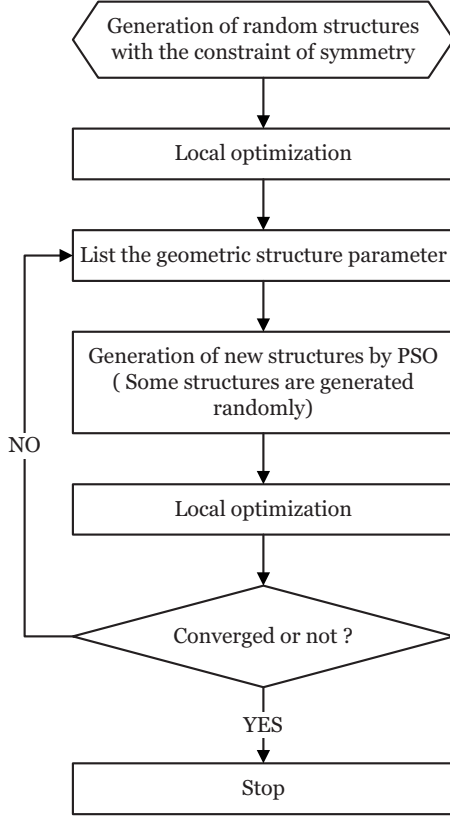 Generation of random structures
with the constraint of symmetry
Local optimization
List the geometric structure parameter
Generation of new structures by PSO
( Some structures are generated
randomly)
NO
Local optimization
Converged or not ?
YES
Stop